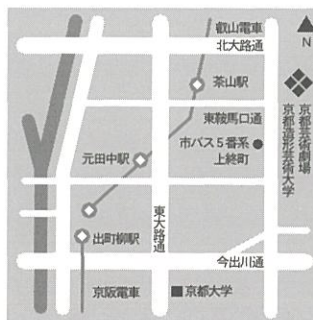 叡山電車
北大路通
N
茶山駅
東鞍馬口通
市バス5番系
上終町
京都芸術劇場
京都造形芸術大学
元田中駅
東大路通
出町柳駅
今出川通
京阪電車
京都大学